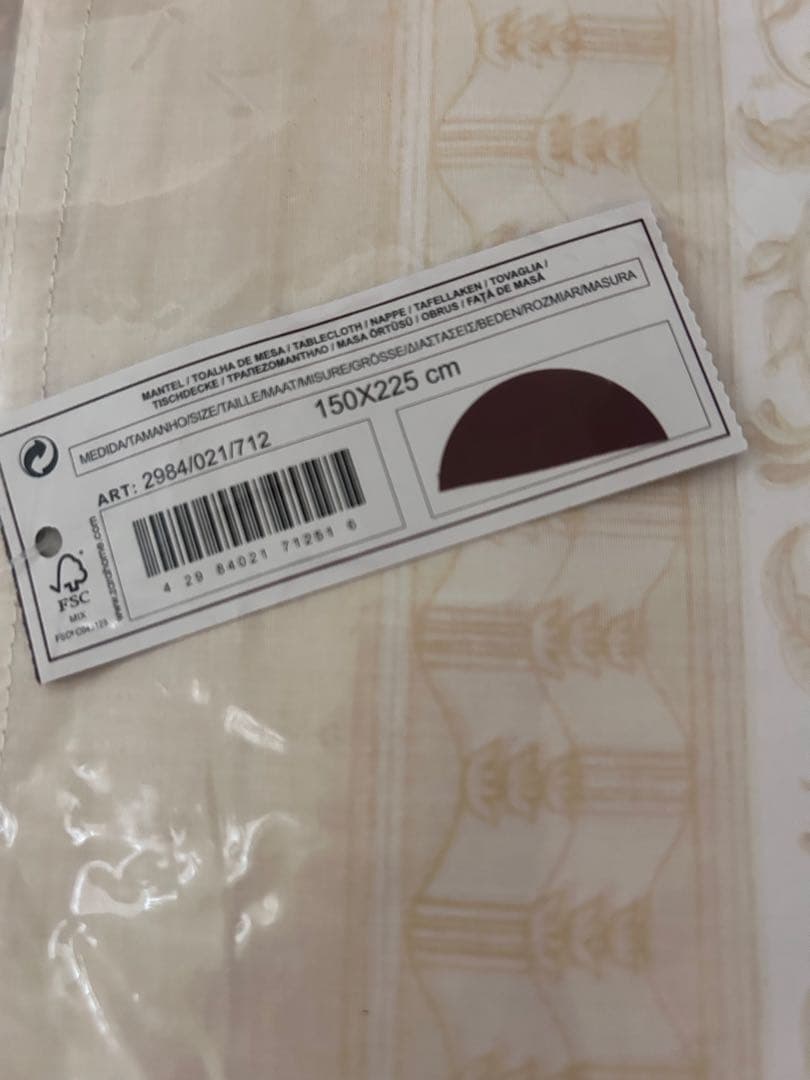 MANTEL / TOALHA DE MESA / TABLECLOTH / NAPPE / TAFELLAKEN / TOVAGLIA /
TISCHDECKE / ΤΡΑΠΕΖΟΜΑΝΤΗΛΟ / MASA ÖRTÜSÜ / OBRUS / FAȚĂ DE MASĂ
MEDIDA/TAMANHO/SIZE/TAILLE/MAAT/MISURE/GRÖSSE/ΔΙΑΣΤΑΣΕΙΣ/BEDEN/ROZMIAR/MASURA
150X225 cm
ART: 2984/021/712
4 29 84021 71251 6
FSC
MIX